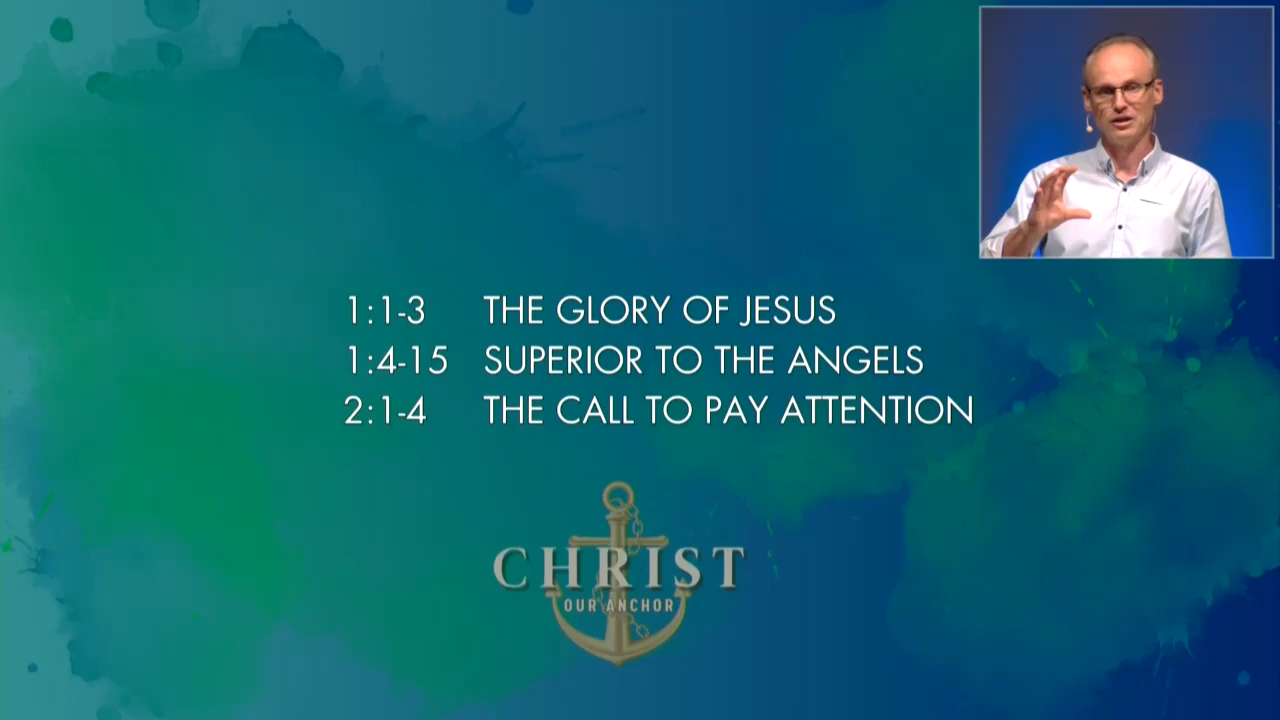 1:1-3 THE GLORY OF JESUS
1:4-15 SUPERIOR TO THE ANGELS
2:1-4 THE CALL TO PAY ATTENTION
CHRIST
OUR ANCHOR